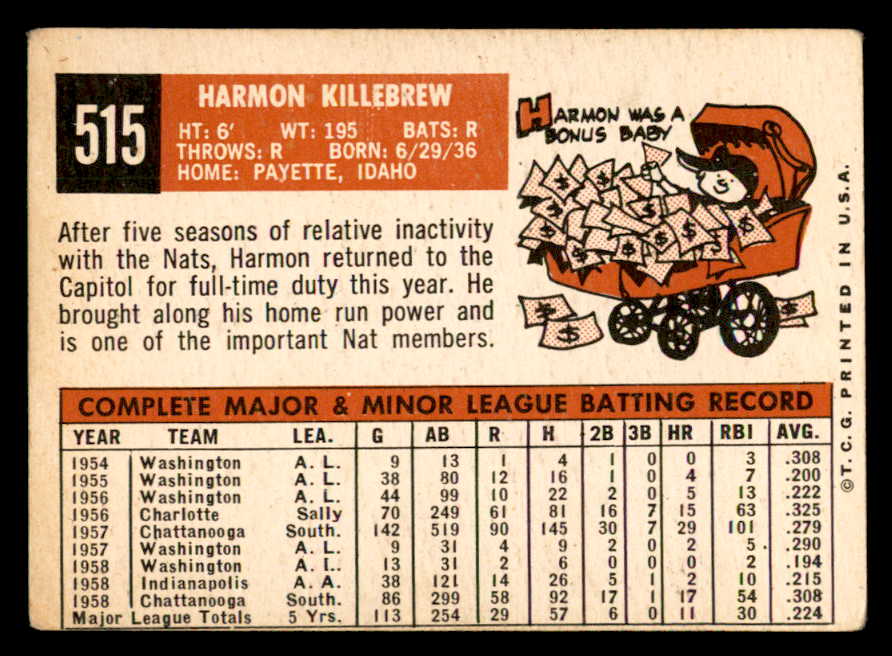 515
HARMON KILLEBREW
HT: 6' WT: 195 BATS: R
THROWS: R BORN: 6/29/36
HOME: PAYETTE, IDAHO
HARMON WAS A
BONUS BABY
After five seasons of relative inactivity
with the Nats, Harmon returned to the
Capitol for full-time duty this year. He
brought along his home run power and
is one of the important Nat members.
COMPLETE MAJOR & MINOR LEAGUE BATTING RECORD
YEAR TEAM LEA. G AB R H 2B 3B HR RBI AVG.
1954 Washington A. L. 9 13 1 4 1 0 0 3 .308
1955 Washington A. L. 38 80 12 16 1 0 4 7 .200
1956 Washington A. L. 44 99 10 22 2 0 5 13 .222
1956 Charlotte Sally 70 249 61 81 16 7 15 63 .325
1957 Chattanooga South. 142 519 90 145 30 7 29 101 .279
1957 Washington A. L. 9 31 4 9 2 0 2 5 .290
1958 Washington A. L. 13 31 2 6 0 0 0 2 .194
1958 Indianapolis A. A. 38 121 14 26 5 1 2 10 .215
1958 Chattanooga South. 86 299 58 92 17 1 17 54 .308
Major League Totals 5 Yrs. 113 254 29 57 6 0 11 30 .224
©T.C.G. PRINTED IN U.S.A.